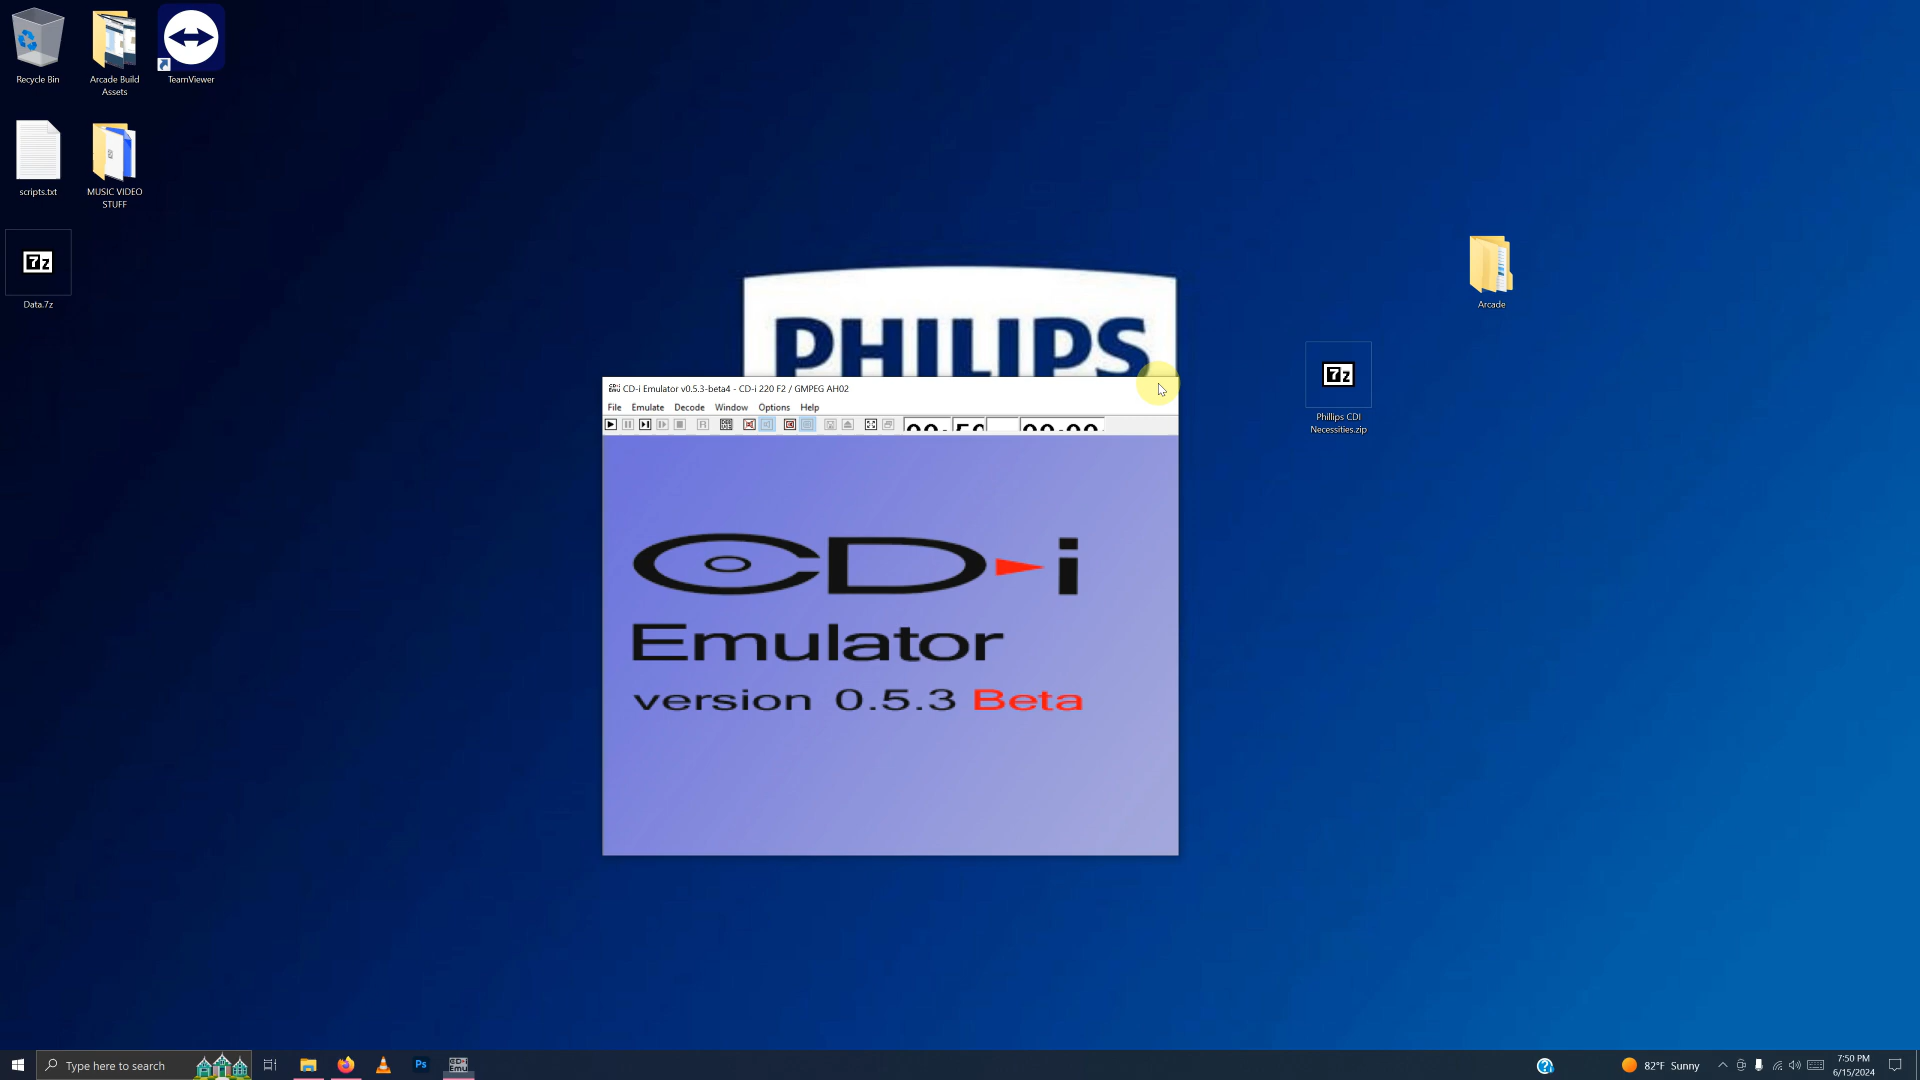 Recycle Bin
Arcade Build
Assets
TeamViewer
scripts.txt
MUSIC VIDEO
STUFF
7z
Data.7z
PHILIPS
Arcade
7z
Phillips CDI
Necessities.zip
CD-i Emulator v0.5.3-beta4 - CD-i 220 F2 / GMPEG AH02
File Emulate Decode Window Options Help
CD-i
Emulator
version 0.5.3 Beta
Type here to search
Ps
CD-i
Emu
82°F Sunny
7:50 PM
6/15/2024